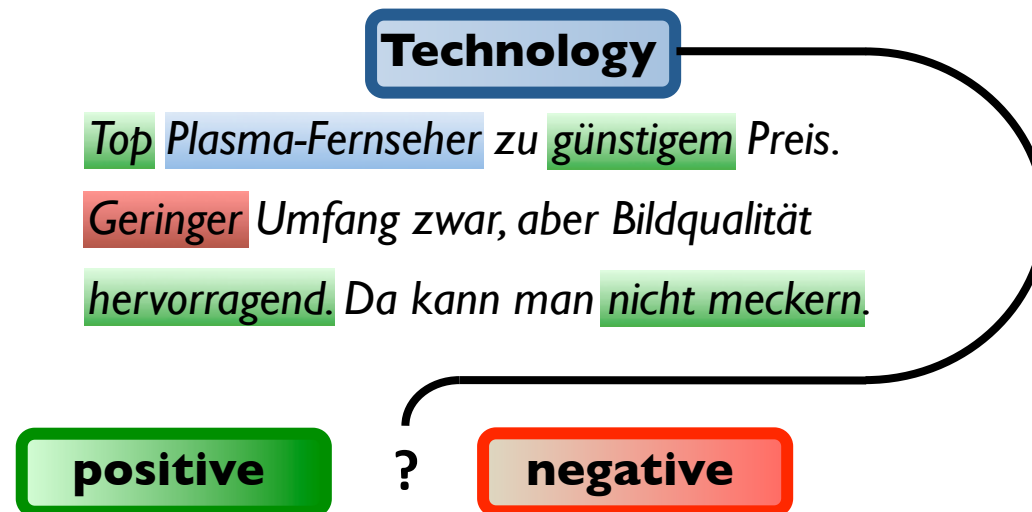 Technology
Top Plasma-Fernseher zu günstigem Preis.
Geringer Umfang zwar, aber Bildqualität
hervorragend. Da kann man nicht meckern.
positive ? negative